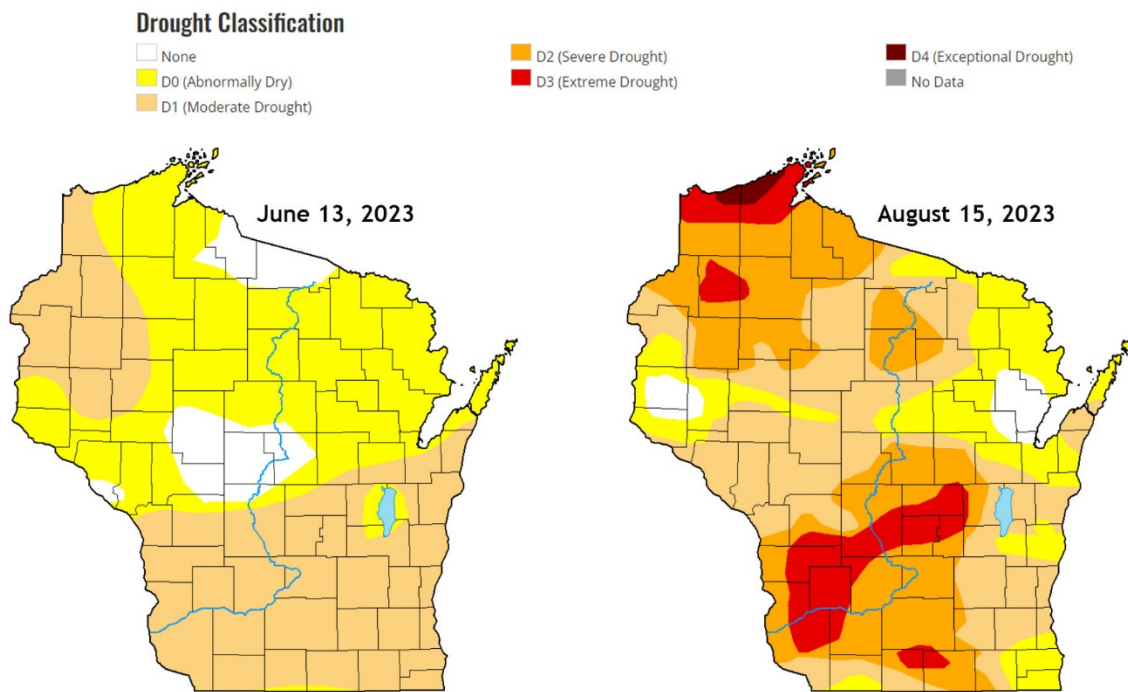 Drought Classification
None
D0 (Abnormally Dry)
D1 (Moderate Drought)
D2 (Severe Drought)
D3 (Extreme Drought)
D4 (Exceptional Drought)
No Data
June 13, 2023
August 15, 2023